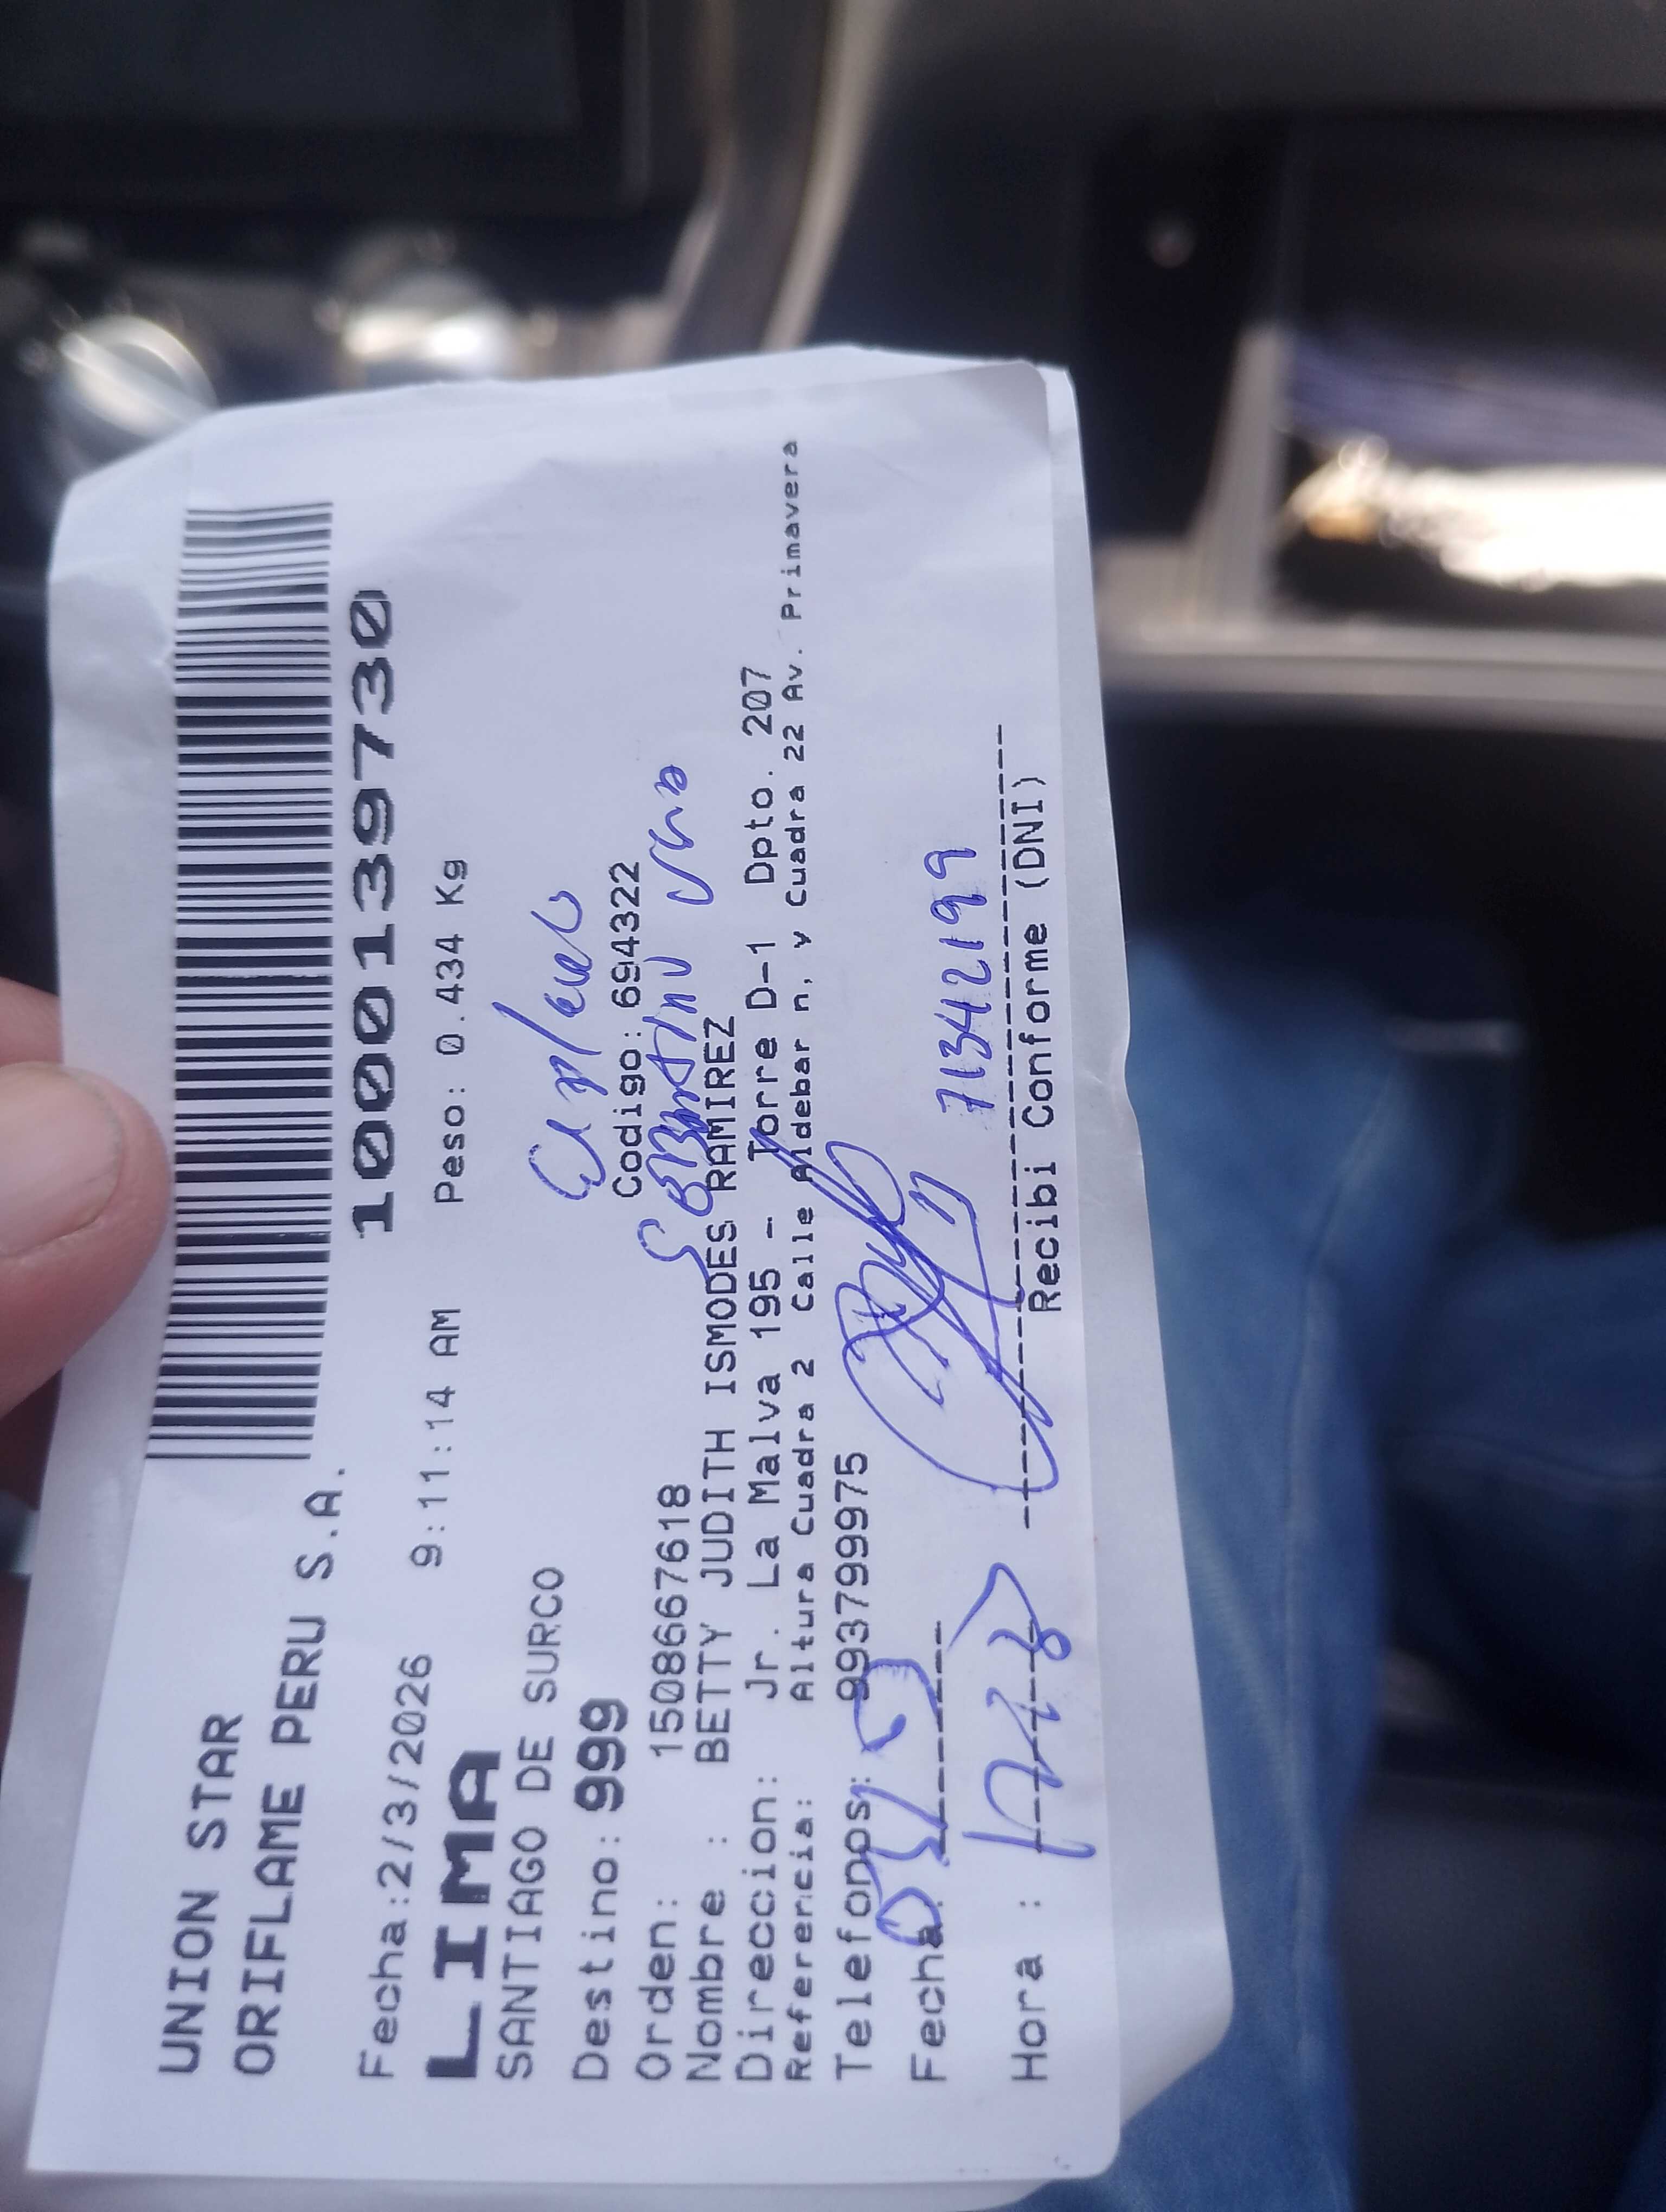 UNION STAR
ORIFLAME PERU S.A.
1000139730
Fecha:2/3/2026 9:11:14 AM Peso: 0.434 Kg
LIMA
SANTIAGO DE SURCO
Destino: 999
Codigo: 694322
Orden: 1508667618
Nombre : BETTY JUDITH ISMODES RAMIREZ
Direccion: Jr. La Malva 195 - Torre D-1 Dpto. 207
Referencia: Altura Cuadra 2 Calle Aldebar n, y Cuadra 22 Av. Primavera
Telefonos: 993799975
Fecha:
71342199
Hora :
Recibi Conforme (DNI)